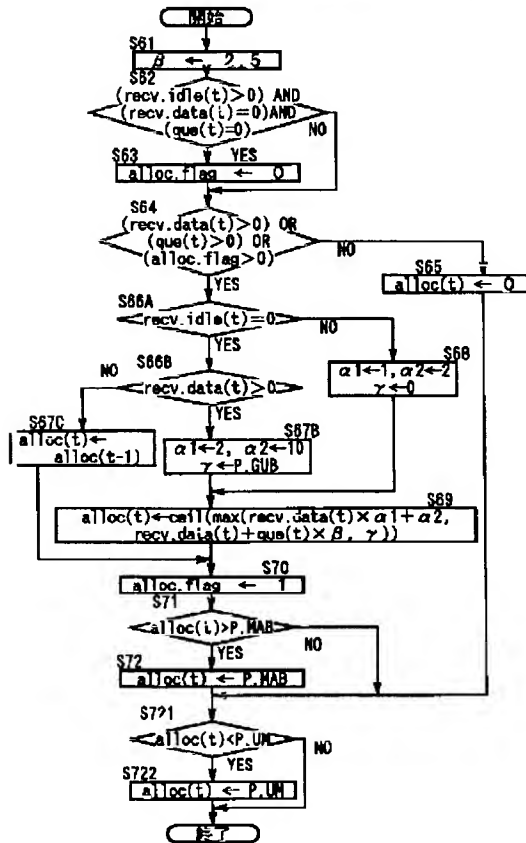 開始
S61
β ← 2.5
S62
(recv.idle(t)>0) AND
(recv.data(i)=0)AND
(que(t)=0)
NO
YES
S63
alloc.flag ← 0
S64
(recv.data(t)>0) OR
(que(t)>0) OR
(alloc.flag>0)
NO
YES
S65
alloc(t) ← 0
S66A
recv.idle(t)=0
NO
YES
S66B
S68
α1←1, α2←2
γ←0
NO
recv.data(t)>0
YES
S67C
alloc(t)←
alloc(t-1)
S67B
α1←2, α2←10
γ←P.GUB
S69
alloc(t)←ceil(max(recv.data(t)×α1+α2,
recv.data(t)+que(t)×β, γ))
S70
alloc.flag ← 1
S71
alloc(i)>P.MAB
NO
YES
S72
alloc(t) ← P.MAB
S721
alloc(t)<P.UM
NO
YES
S722
alloc(t) ← P.UM
終了